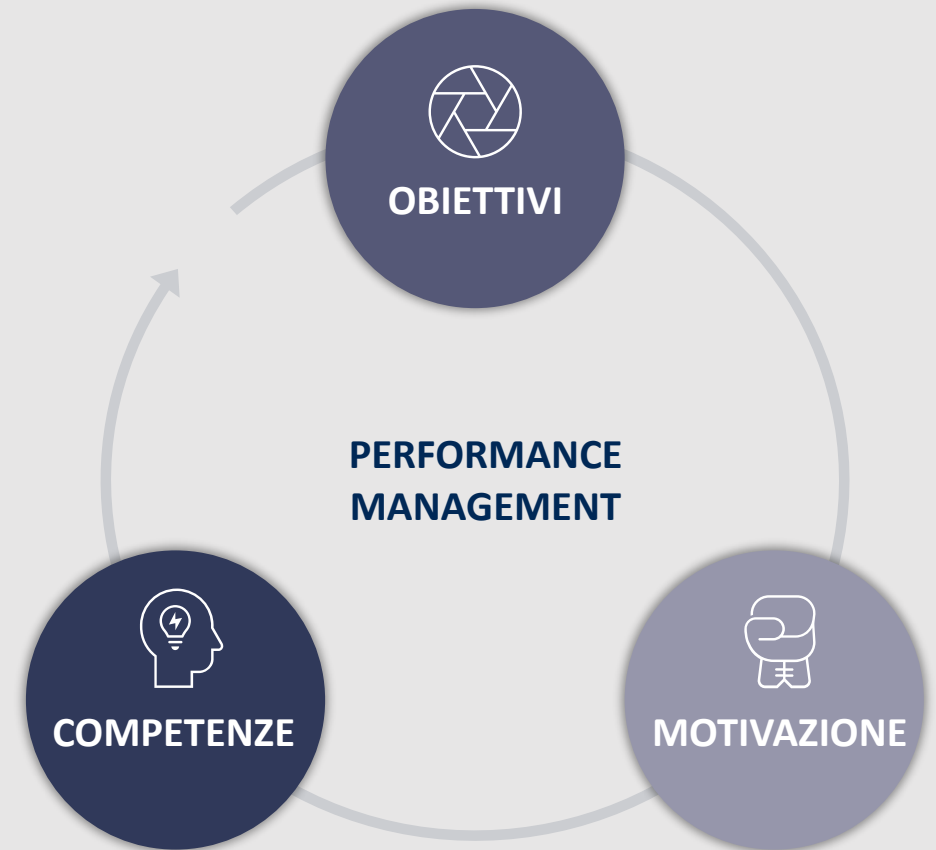 OBIETTIVI
PERFORMANCE
MANAGEMENT
COMPETENZE
MOTIVAZIONE